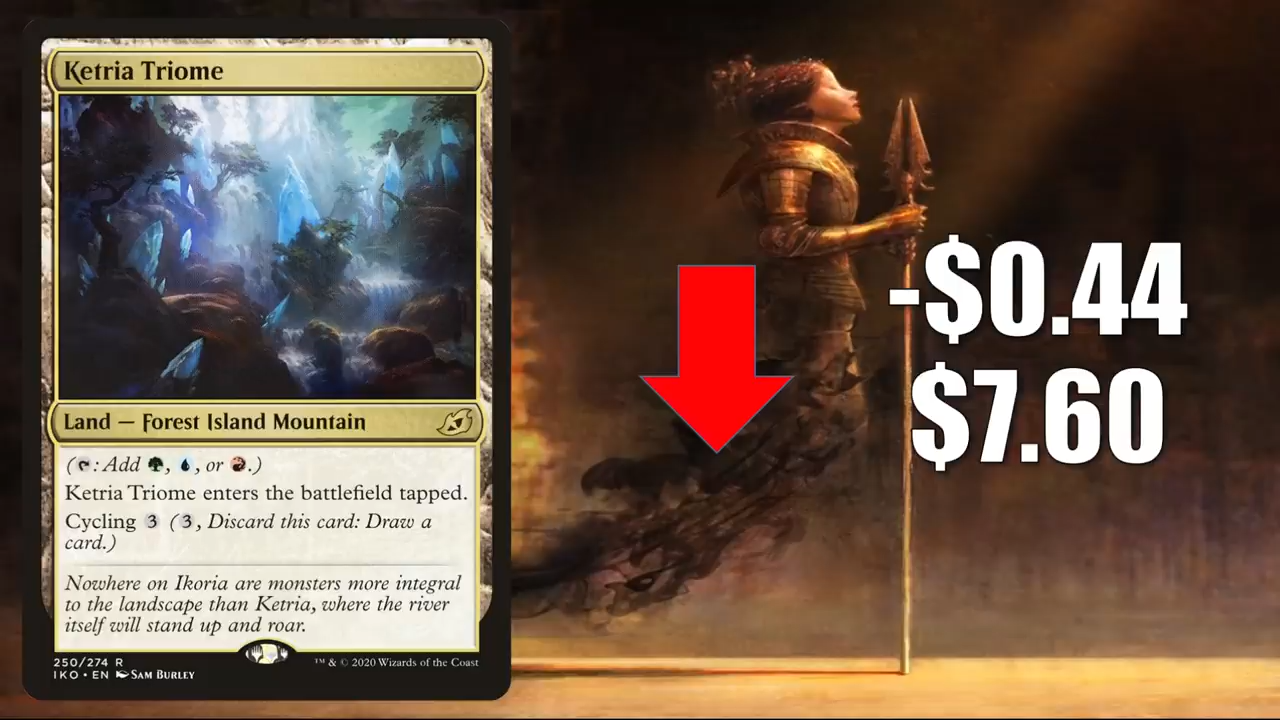 Ketria Triome
Land — Forest Island Mountain
( : Add , , or .)
Ketria Triome enters the battlefield tapped.
Cycling 3 (3, Discard this card: Draw a
card.)
Nowhere on Ikoria are monsters more integral
to the landscape than Ketria, where the river
itself will stand up and roar.
250/274 R
IKO • EN Sam Burley
™ & © 2020 Wizards of the Coast
-$0.44
$7.60